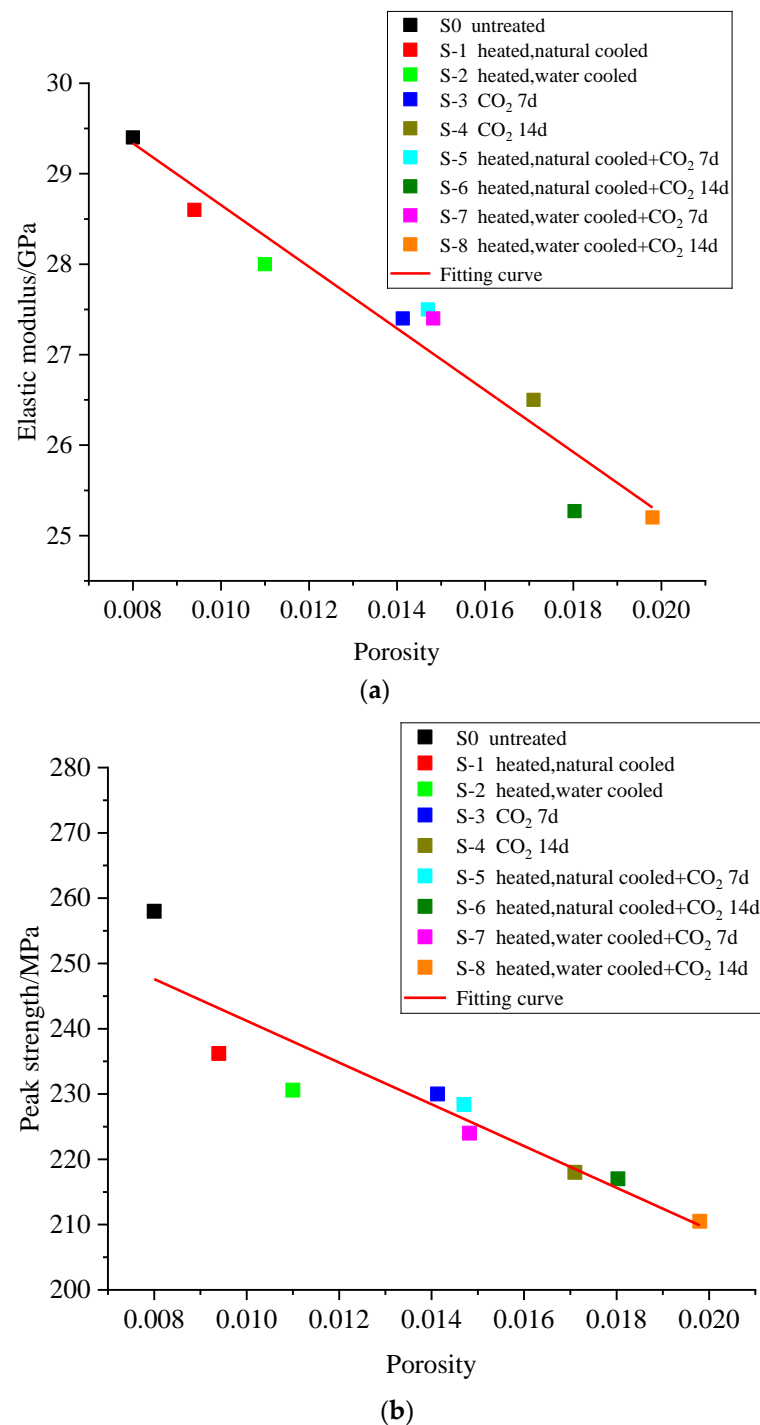 S0 untreated
S-1 heated,natural cooled
S-2 heated,water cooled
S-3 CO₂ 7d
S-4 CO₂ 14d
S-5 heated,natural cooled+CO₂ 7d
S-6 heated,natural cooled+CO₂ 14d
S-7 heated,water cooled+CO₂ 7d
S-8 heated,water cooled+CO₂ 14d
Fitting curve
30
29
28
27
26
25
Elastic modulus/GPa
0.008 0.010 0.012 0.014 0.016 0.018 0.020
Porosity
(a)
S0 untreated
S-1 heated,natural cooled
S-2 heated,water cooled
S-3 CO₂ 7d
S-4 CO₂ 14d
S-5 heated,natural cooled+CO₂ 7d
S-6 heated,natural cooled+CO₂ 14d
S-7 heated,water cooled+CO₂ 7d
S-8 heated,water cooled+CO₂ 14d
Fitting curve
280
270
260
250
240
230
220
210
200
Peak strength/MPa
0.008 0.010 0.012 0.014 0.016 0.018 0.020
Porosity
(b)